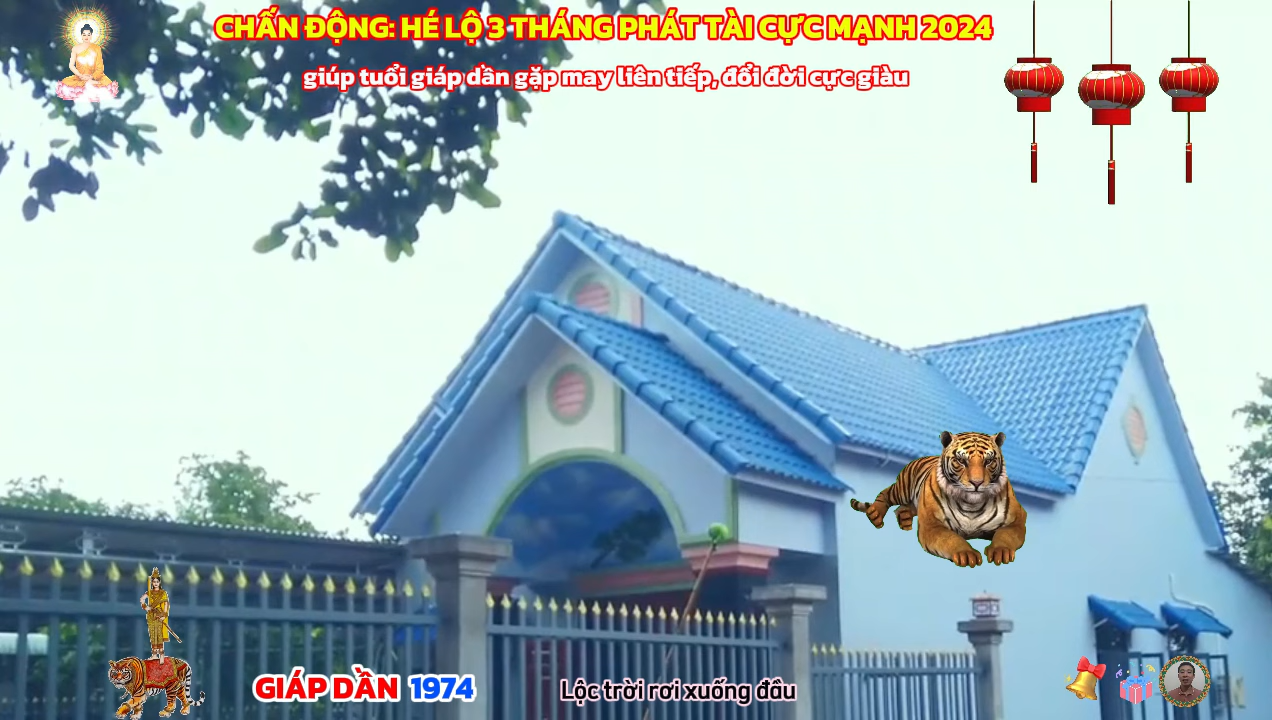 CHẤN ĐỘNG: HÉ LỘ 3 THÁNG PHÁT TÀI CỰC MẠNH 2024
giúp tuổi giáp dần gặp may liên tiếp, đổi đời cực giàu
GIÁP DẦN 1974
Lộc trời rơi xuống đầu